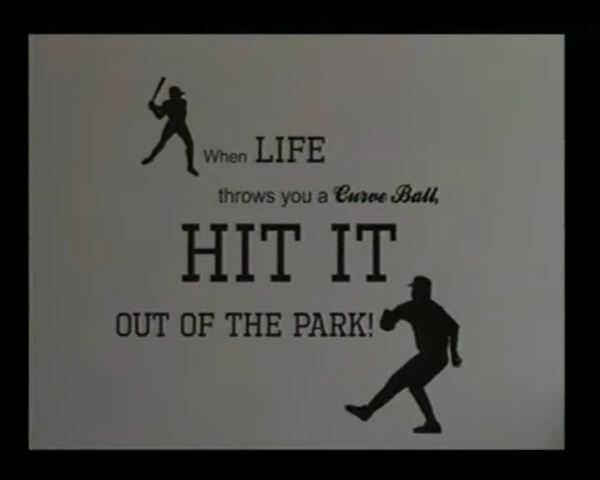 When LIFE
throws you a Curve Ball,
HIT IT
OUT OF THE PARK!